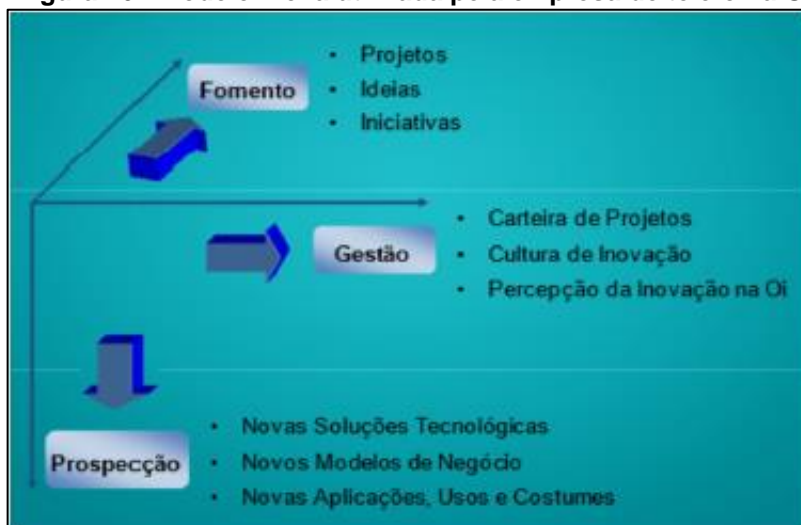 Fomento
• Projetos
• Ideias
• Iniciativas
Gestão
• Carteira de Projetos
• Cultura de Inovação
• Percepção da Inovação na Oi
Prospecção
• Novas Soluções Tecnológicas
• Novos Modelos de Negócio
• Novas Aplicações, Usos e Costumes